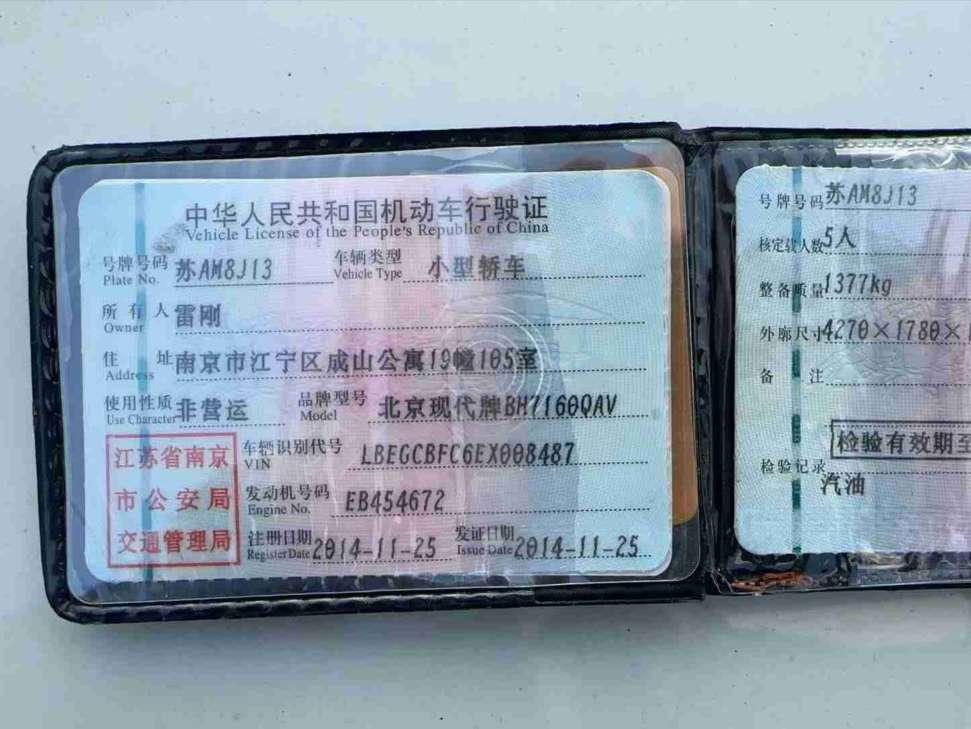 中华人民共和国机动车行驶证
Vehicle License of the People's Republic of China
号牌号码 苏AM8J13 车辆类型 小型轿车
Plate No. Vehicle Type
所有人 雷刚
Owner
住址 南京市江宁区成山公寓19幢105室
Address
使用性质 非营运 品牌型号 北京现代牌BH7160QAV
Use Character Model
江苏省南京
市公安局
交通管理局
车辆识别代号 LBEGCBFC6EX008487
VIN
发动机号码 EB454672
Engine No.
注册日期 2014-11-25 发证日期 2014-11-25
Register Date Issue Date
号牌号码 苏AM8J13
核定载人数 5人
整备质量 1377kg
外廓尺寸 4270×1780×
备注
检验有效期至
检验记录
汽油